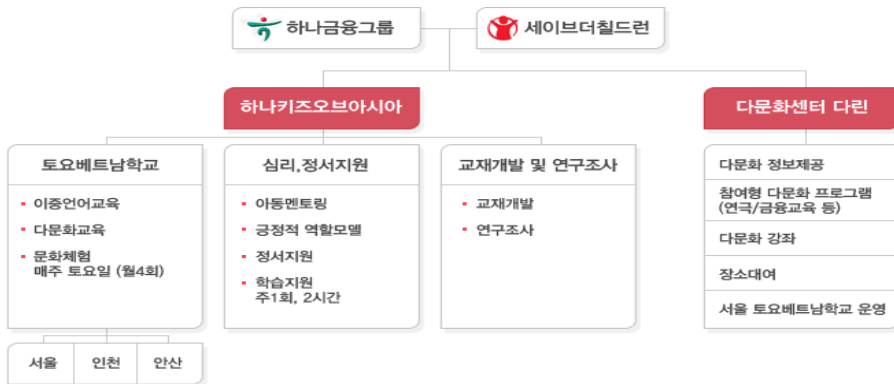 하나금융그룹
세이브더칠드런
하나키즈오브아시아
다문화센터 다린
토요베트남학교
이중언어교육
다문화교육
문화체험
매주 토요일 (월4회)
서울
인천
안산
심리,정서지원
아동멘토링
긍정적 역할모델
정서지원
학습지원
주1회, 2시간
교재개발 및 연구조사
교재개발
연구조사
다문화 정보제공
참여형 다문화 프로그램
(연극/금융교육 등)
다문화 강좌
장소대여
서울 토요베트남학교 운영